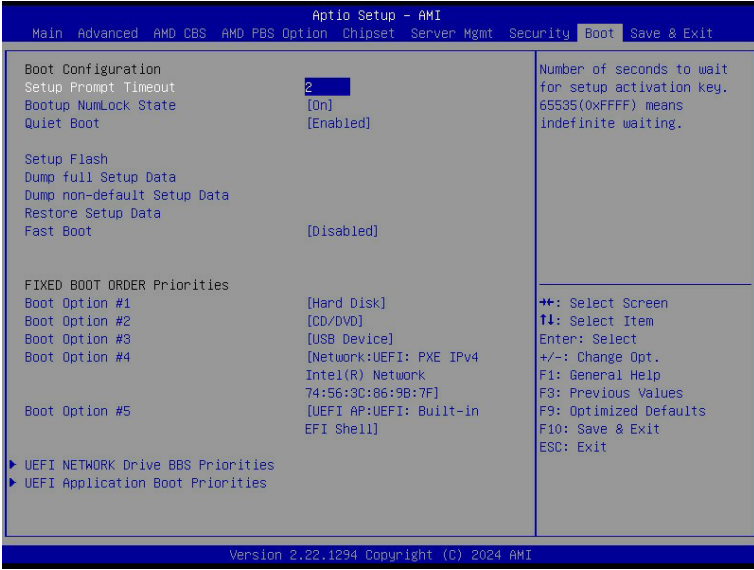 Aptio Setup – AMI
Main Advanced AMD CBS AMD PBS Option Chipset Server Mgmt Security Boot Save & Exit
Boot Configuration
Setup Prompt Timeout 2
Bootup NumLock State [On]
Quiet Boot [Enabled]
Setup Flash
Dump full Setup Data
Dump non-default Setup Data
Restore Setup Data
Fast Boot [Disabled]
FIXED BOOT ORDER Priorities
Boot Option #1 [Hard Disk]
Boot Option #2 [CD/DVD]
Boot Option #3 [USB Device]
Boot Option #4 [Network:UEFI: PXE IPv4
Intel(R) Network
74:56:3C:86:9B:7F]
Boot Option #5 [UEFI AP:UEFI: Built-in
EFI Shell]
UEFI NETWORK Drive BBS Priorities
UEFI Application Boot Priorities
Number of seconds to wait
for setup activation key.
65535(0xFFFF) means
indefinite waiting.
→←: Select Screen
↑↓: Select Item
Enter: Select
+/-: Change Opt.
F1: General Help
F3: Previous Values
F9: Optimized Defaults
F10: Save & Exit
ESC: Exit
Version 2.22.1294 Copyright (C) 2024 AMI